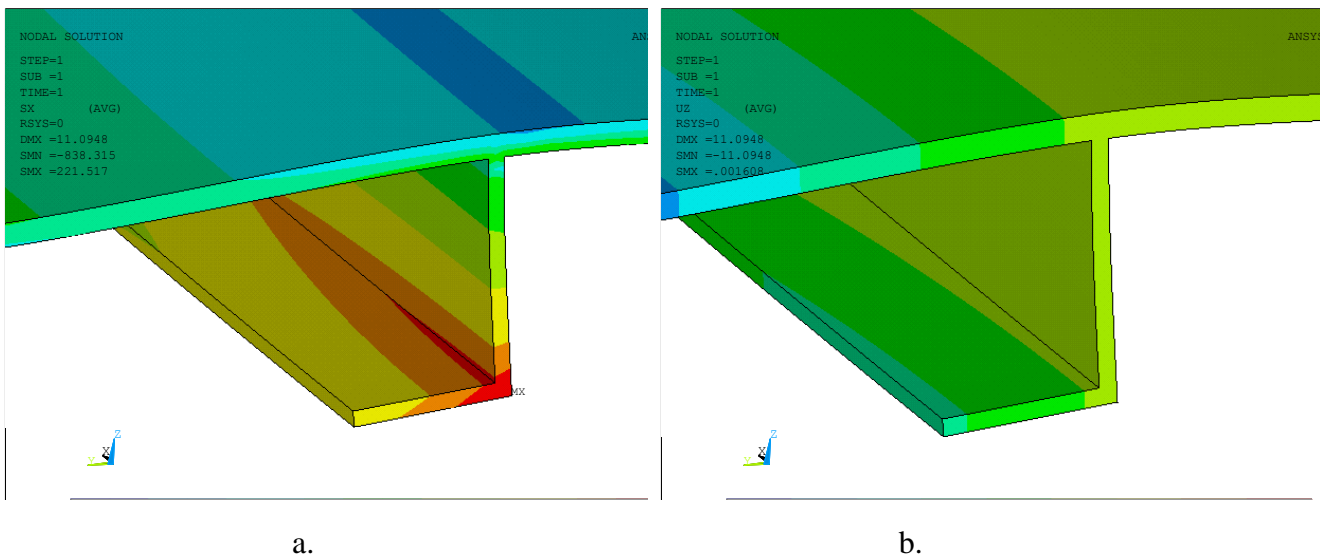 NODAL SOLUTION
AN
STEP=1
SUB =1
TIME=1
SX (AVG)
RSYS=0
DMX =11.0948
SMN =-838.315
SMX =221.517
MX
Z
X
Y
NODAL SOLUTION
ANSYS
STEP=1
SUB =1
TIME=1
UZ (AVG)
RSYS=0
DMX =11.0948
SMN =-11.0948
SMX =.001608
Z
X
Y
a.
b.